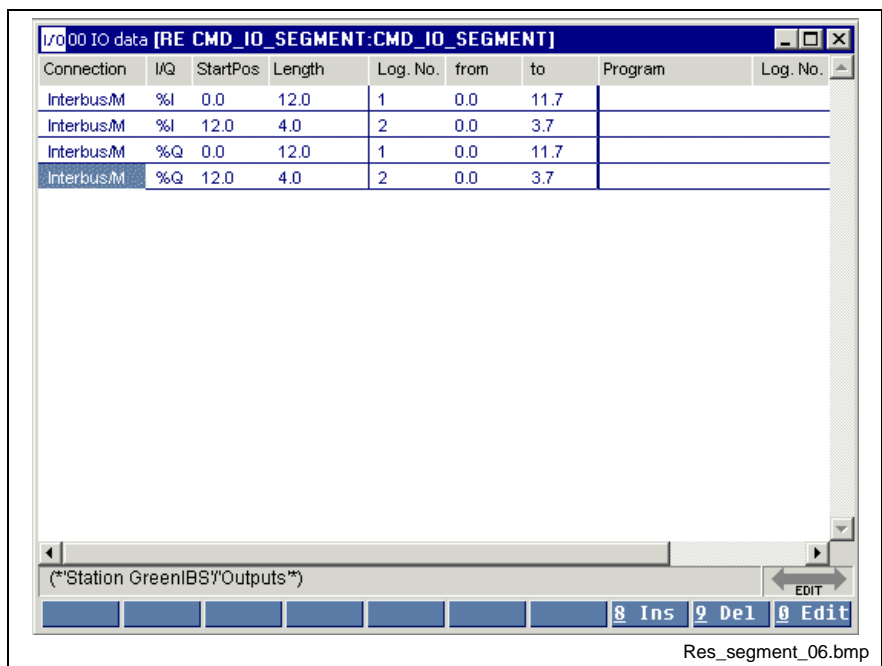 I/O 00 IO data [RE CMD_IO_SEGMENT:CMD_IO_SEGMENT]
Connection I/Q StartPos Length Log. No. from to Program Log. No.
Interbus/M %I 0.0 12.0 1 0.0 11.7
Interbus/M %I 12.0 4.0 2 0.0 3.7
Interbus/M %Q 0.0 12.0 1 0.0 11.7
Interbus/M %Q 12.0 4.0 2 0.0 3.7
(*'Station GreenIBS'/'Outputs'*)
EDIT
8 Ins 9 Del 0 Edit
Res_segment_06.bmp